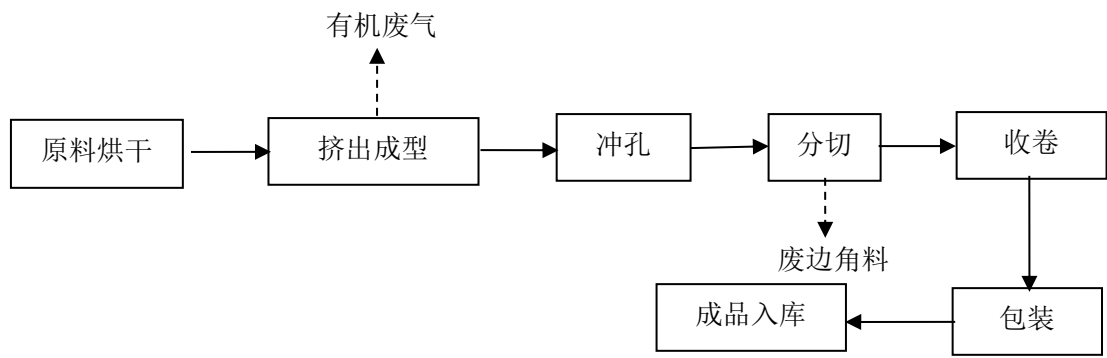 有机废气
原料烘干
挤出成型
冲孔
分切
收卷
废边角料
成品入库
包装